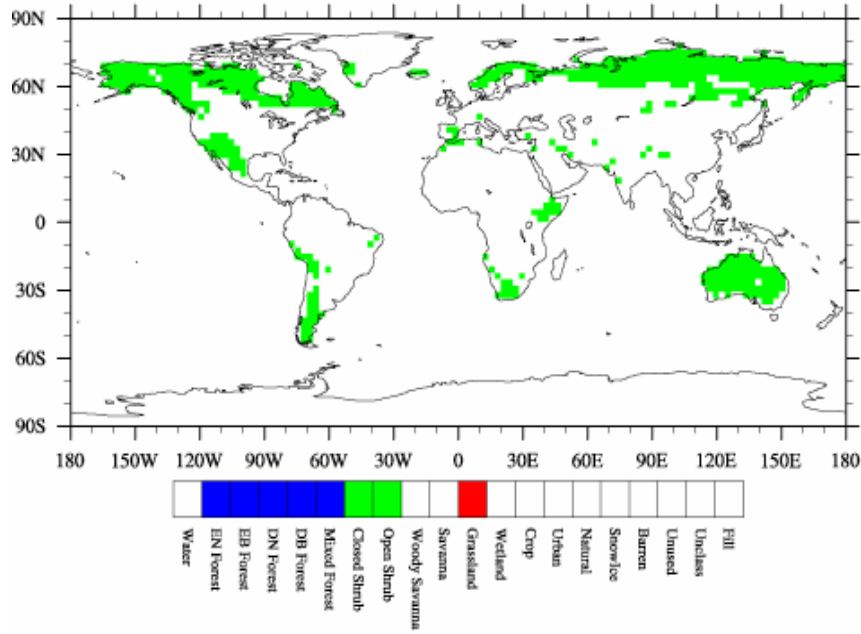 90N
60N
30N
0
30S
60S
90S
180 150W 120W 90W 60W 30W 0 30E 60E 90E 120E 150E 180
Water
EN Forest
EB Forest
DN Forest
DB Forest
Mixed Forest
Closed Shrub
Open Shrub
Woody Savanna
Savanna
Grassland
Wetland
Crop
Urban
Natural
SnowIce
Barren
Unused
Unclass
Fill